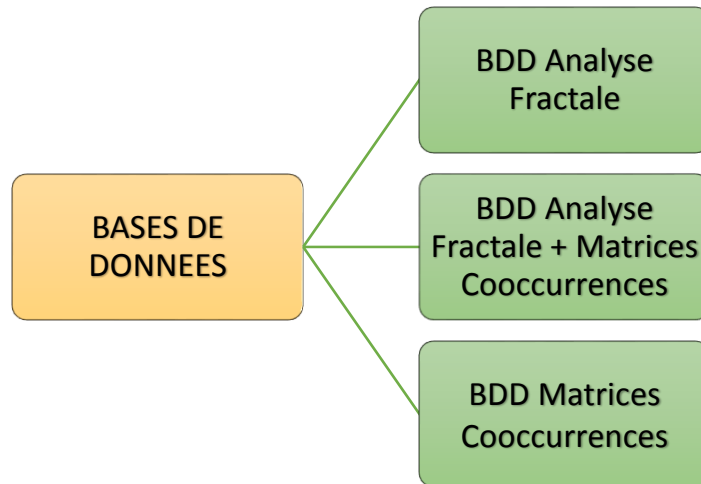 BASES DE
DONNEES
BDD Analyse
Fractale
BDD Analyse
Fractale + Matrices
Cooccurrences
BDD Matrices
Cooccurrences